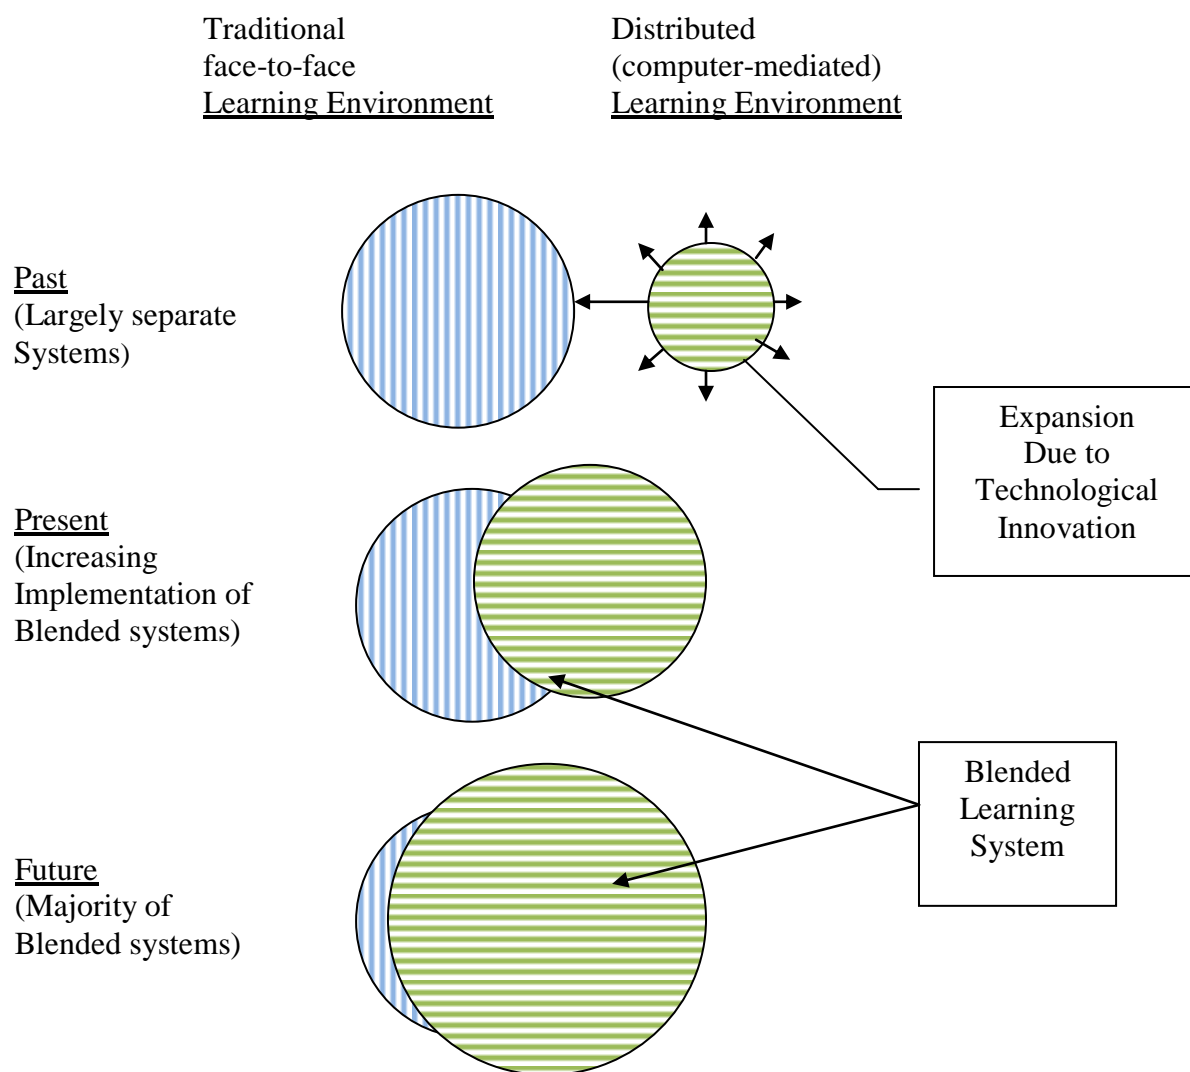 Traditional
face-to-face
Learning Environment
Distributed
(computer-mediated)
Learning Environment
Past
(Largely separate
Systems)
Expansion
Due to
Technological
Innovation
Present
(Increasing
Implementation of
Blended systems)
Blended
Learning
System
Future
(Majority of
Blended systems)